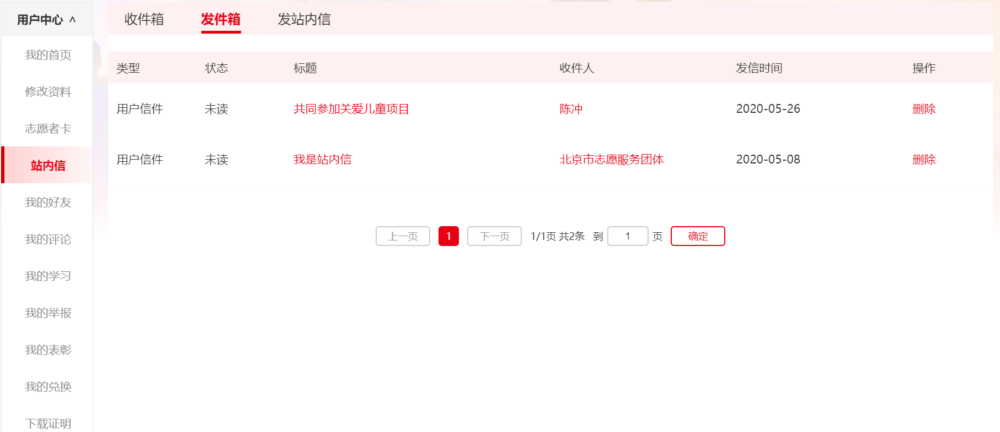 用户中心 ∧
我的首页
修改资料
志愿者卡
站内信
我的好友
我的评论
我的学习
我的举报
我的表彰
我的兑换
下载证明
收件箱 发件箱 发站内信
类型 状态 标题 收件人 发信时间 操作
用户信件 未读 共同参加关爱儿童项目 陈冲 2020-05-26 删除
用户信件 未读 我是站内信 北京市志愿服务团体 2020-05-08 删除
上一页 1 下一页 1/1页 共2条 到 1 页 确定